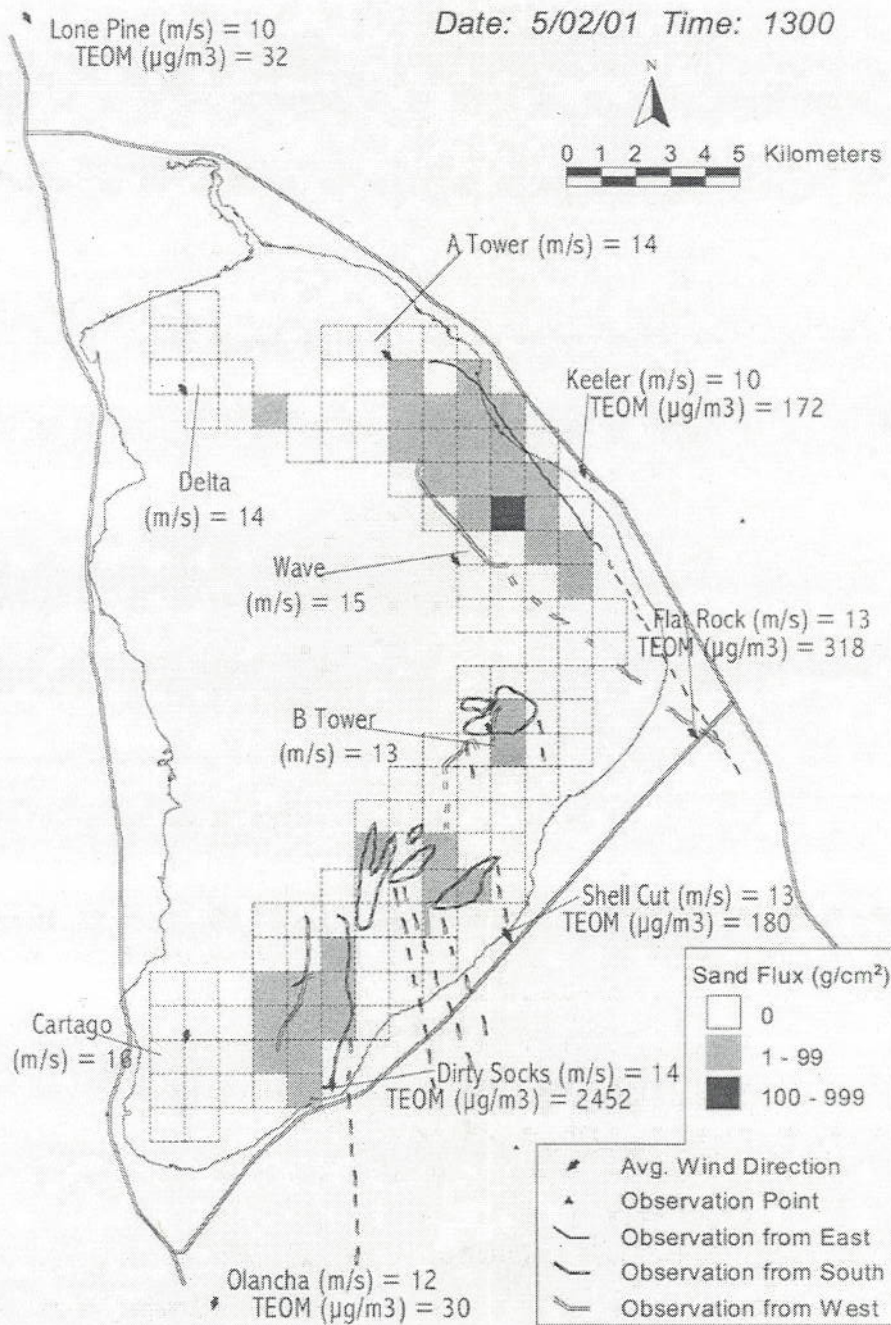 Date: 5/02/01 Time: 1300
Lone Pine (m/s) = 10
TEOM (µg/m3) = 32
N
0 1 2 3 4 5 Kilometers
A Tower (m/s) = 14
Keeler (m/s) = 10
TEOM (µg/m3) = 172
Delta
(m/s) = 14
Wave
(m/s) = 15
Flat Rock (m/s) = 13
TEOM (µg/m3) = 318
B Tower
(m/s) = 13
Shell Cut (m/s) = 13
TEOM (µg/m3) = 180
Cartago
(m/s) = 16
Dirty Socks (m/s) = 14
TEOM (µg/m3) = 2452
Olancha (m/s) = 12
TEOM (µg/m3) = 30
Sand Flux (g/cm²)
0
1 - 99
100 - 999
Avg. Wind Direction
Observation Point
Observation from East
Observation from South
Observation from West